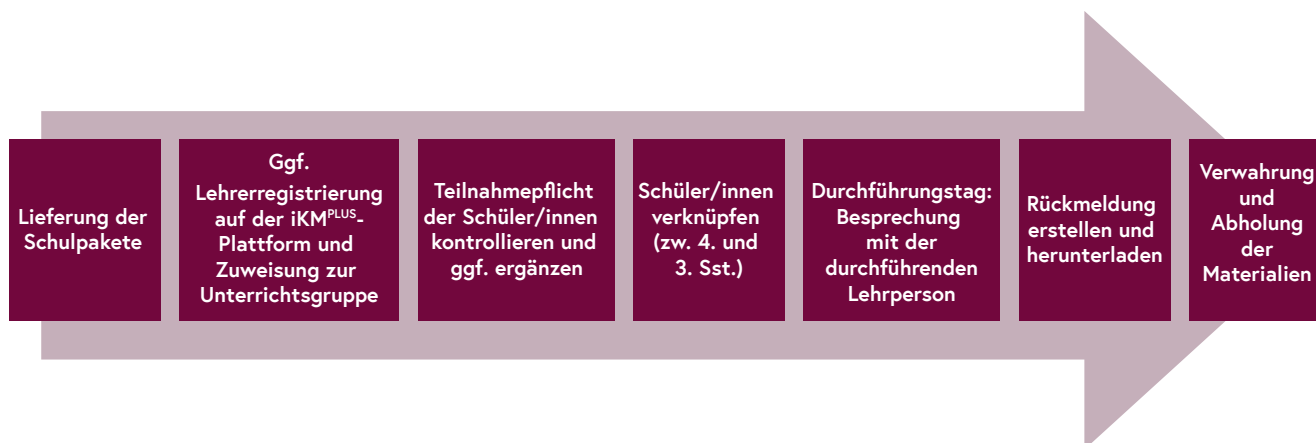 Lieferung der
Schulpakete
Ggf.
Lehrerregistrierung
auf der iKMPLUS-
Plattform und
Zuweisung zur
Unterrichtsgruppe
Teilnahmepflicht
der Schüler/innen
kontrollieren und
ggf. ergänzen
Schüler/innen
verknüpfen
(zw. 4. und
3. Sst.)
Durchführungstag:
Besprechung
mit der
durchführenden
Lehrperson
Rückmeldung
erstellen und
herunterladen
Verwahrung
und
Abholung
der
Materialien